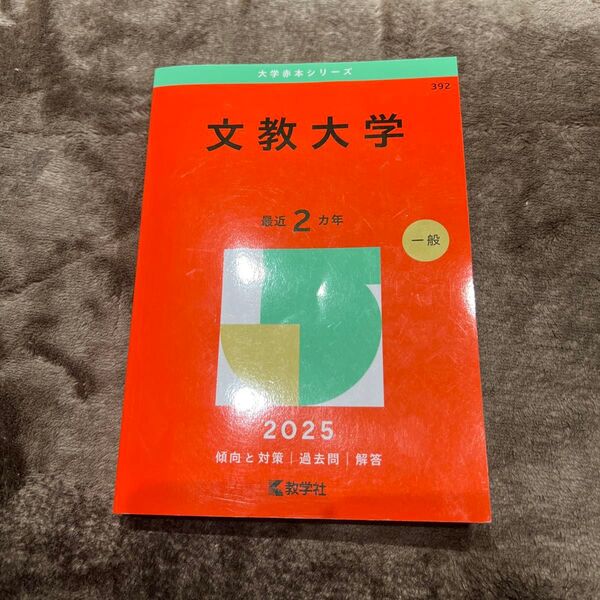 大学赤本シリーズ
392
文教大学
最近2カ年
一般
2025
傾向と対策|過去問|解答
教学社